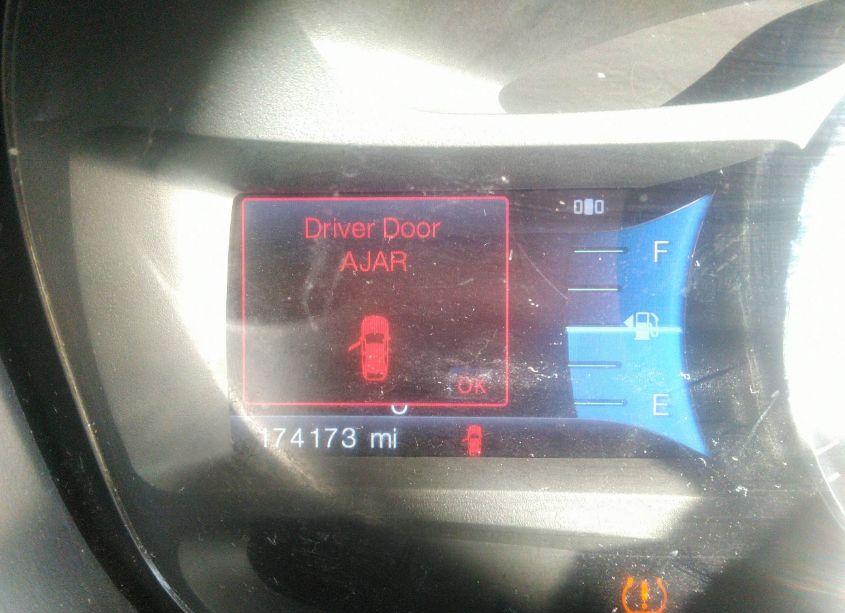 Driver Door
AJAR
OK
F
E
174173 mi